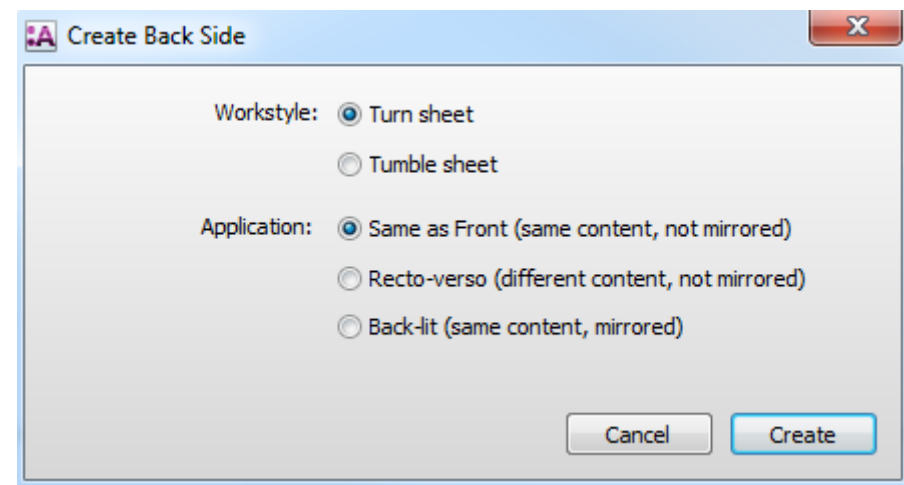 :A Create Back Side
Workstyle: Turn sheet
Tumble sheet
Application: Same as Front (same content, not mirrored)
Recto-verso (different content, not mirrored)
Back-lit (same content, mirrored)
Cancel Create